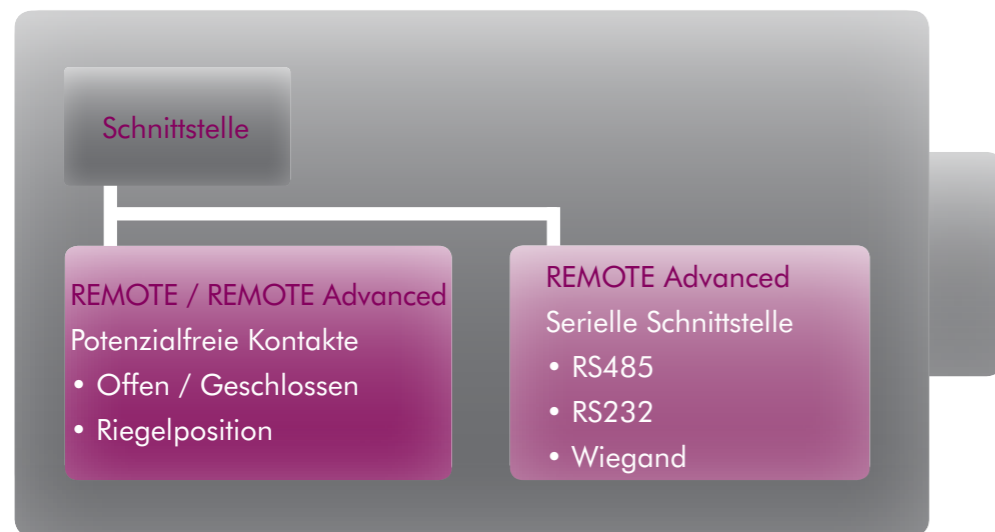 Schnittstelle
REMOTE / REMOTE Advanced
Potenzialfreie Kontakte
• Offen / Geschlossen
• Riegelposition
REMOTE Advanced
Serielle Schnittstelle
• RS485
• RS232
• Wiegand